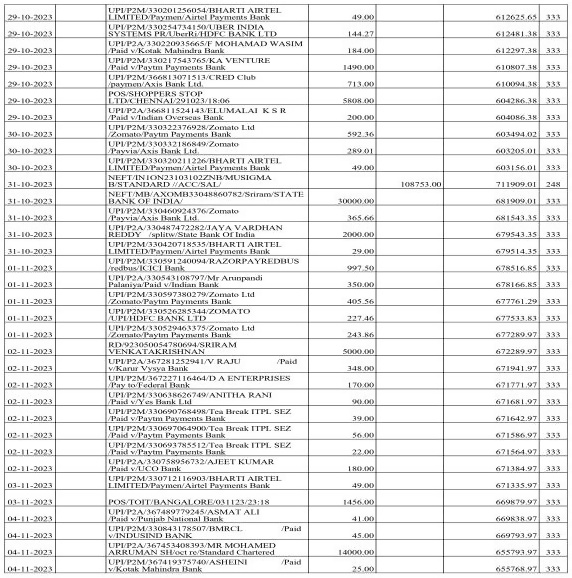 UPI/P2M/330201256054/BHARTI AIRTEL
29-10-2023 LIMITED/Paymen/Airtel Payments Bank 49.00 612625.65 333
UPI/P2M/330254734150/UBER INDIA
29-10-2023 SYSTEMS PR/UberRi/HDFC BANK LTD 144.27 612481.38 333
UPI/P2A/330220935665/F MOHAMAD WASIM
29-10-2023 /Paid v/Kotak Mahindra Bank 184.00 612297.38 333
UPI/P2M/330217543765/KA VENTURE
29-10-2023 /Paid v/Paytm Payments Bank 1490.00 610807.38 333
UPI/P2M/366813071513/CRED Club
29-10-2023 /paymen/Axis Bank Ltd. 713.00 610094.38 333
POS/SHOPPERS STOP
29-10-2023 LTD/CHENNAI/291023/18:06 5808.00 604286.38 333
UPI/P2A/366811524143/ELUMALAI K S R
29-10-2023 /Paid v/Indian Overseas Bank 200.00 604086.38 333
UPI/P2M/330322376928/Zomato Ltd
30-10-2023 /Zomato/Paytm Payments Bank 592.36 603494.02 333
UPI/P2M/330332186849/Zomato
30-10-2023 /Payvia/Axis Bank Ltd. 289.01 603205.01 333
UPI/P2M/330320211226/BHARTI AIRTEL
30-10-2023 LIMITED/Paymen/Airtel Payments Bank 49.00 603156.01 333
NEFT/IN1ON23103102ZNB/MUSIGMA
31-10-2023 B/STANDARD //ACC/SAL/ 108753.00 711909.01 248
NEFT/MB/AXOMB33048860782/Sriram/STATE
31-10-2023 BANK OF INDIA/ 30000.00 681909.01 333
UPI/P2M/330460924376/Zomato
31-10-2023 /Payvia/Axis Bank Ltd. 365.66 681543.35 333
UPI/P2A/330487472282/JAYA VARDHAN
31-10-2023 REDDY /splitw/State Bank Of India 2000.00 679543.35 333
UPI/P2M/330420718535/BHARTI AIRTEL
31-10-2023 LIMITED/Paymen/Airtel Payments Bank 29.00 679514.35 333
UPI/P2M/330591240094/RAZORPAYREDBUS
01-11-2023 /redbus/ICICI Bank 997.50 678516.85 333
UPI/P2A/330543108797/Mr Arunpandi
01-11-2023 Palaniya/Paid v/Indian Bank 350.00 678166.85 333
UPI/P2M/330597380279/Zomato Ltd
01-11-2023 /Zomato/Paytm Payments Bank 405.56 677761.29 333
UPI/P2M/330526285344/ZOMATO
01-11-2023 /UPI/HDFC BANK LTD 227.46 677533.83 333
UPI/P2M/330529463375/Zomato Ltd
01-11-2023 /Zomato/Paytm Payments Bank 243.86 677289.97 333
RD/923050054780694/SRIRAM
02-11-2023 VENKATAKRISHNAN 5000.00 672289.97 333
UPI/P2A/367281252941/V RAJU /Paid
02-11-2023 v/Karur Vysya Bank 348.00 671941.97 333
UPI/P2M/367227116464/D A ENTERPRISES
02-11-2023 /Pay to/Federal Bank 170.00 671771.97 333
UPI/P2M/330638626749/ANITHA RANI
02-11-2023 /Paid v/Yes Bank Ltd 90.00 671681.97 333
UPI/P2M/330690768498/Tea Break ITPL SEZ
02-11-2023 /Paid v/Paytm Payments Bank 39.00 671642.97 333
UPI/P2M/330697064900/Tea Break ITPL SEZ
02-11-2023 /Paid v/Paytm Payments Bank 56.00 671586.97 333
UPI/P2M/330693785512/Tea Break ITPL SEZ
02-11-2023 /Paid v/Paytm Payments Bank 22.00 671564.97 333
UPI/P2A/330758956732/AJEET KUMAR
02-11-2023 /Paid v/UCO Bank 180.00 671384.97 333
UPI/P2M/330712116903/BHARTI AIRTEL
03-11-2023 LIMITED/Paymen/Airtel Payments Bank 49.00 671335.97 333
03-11-2023 POS/TOIT/BANGALORE/031123/23:18 1456.00 669879.97 333
UPI/P2A/367489779245/ASMAT ALI
04-11-2023 /Paid v/Punjab National Bank 41.00 669838.97 333
UPI/P2M/330843178507/BMRCL /Paid
04-11-2023 v/INDUSIND BANK 45.00 669793.97 333
UPI/P2A/367453408393/MR MOHAMED
04-11-2023 ARRUMAN SH/oct re/Standard Chartered 14000.00 655793.97 333
UPI/P2M/367419375740/ASHEINI /Paid
04-11-2023 v/Kotak Mahindra Bank 25.00 655768.97 333